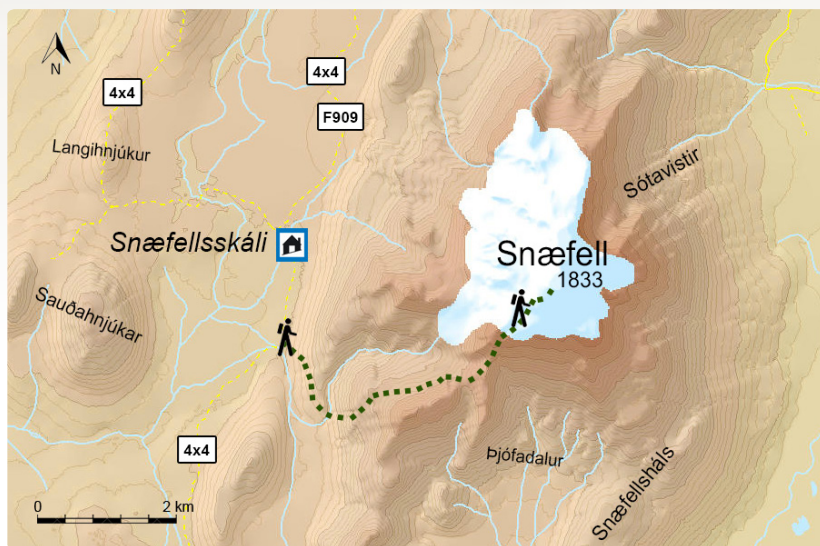 4x4
N
4x4
F909
Langihnjúkur
Sótavistir
Snæfellsskáli
Snæfell
1833
Sauðahnjúkar
4x4
Þjófadalur
Snæfellsháls
0 2 km